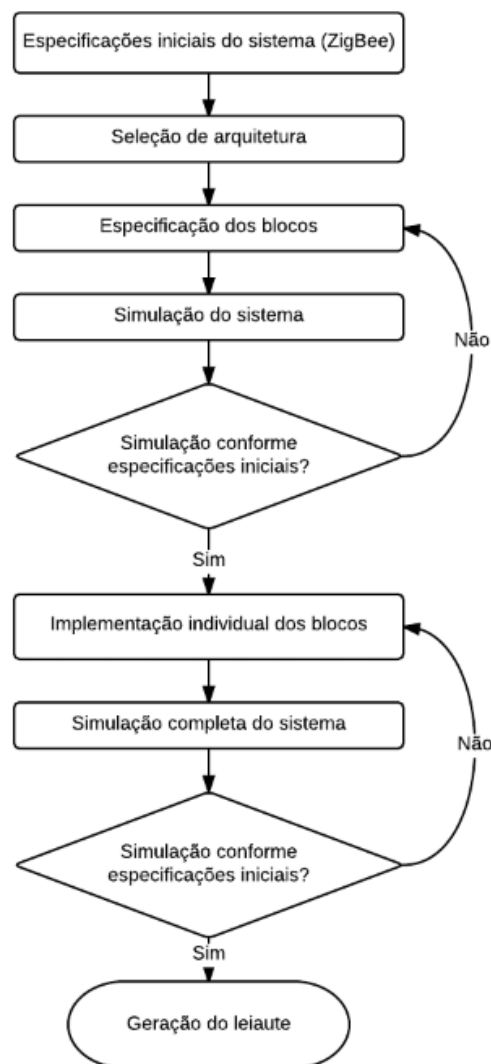 Especificações iniciais do sistema (ZigBee)
Seleção de arquitetura
Especificação dos blocos
Simulação do sistema
Não
Simulação conforme
especificações iniciais?
Sim
Implementação individual dos blocos
Simulação completa do sistema
Não
Simulação conforme
especificações iniciais?
Sim
Geração do leiaute